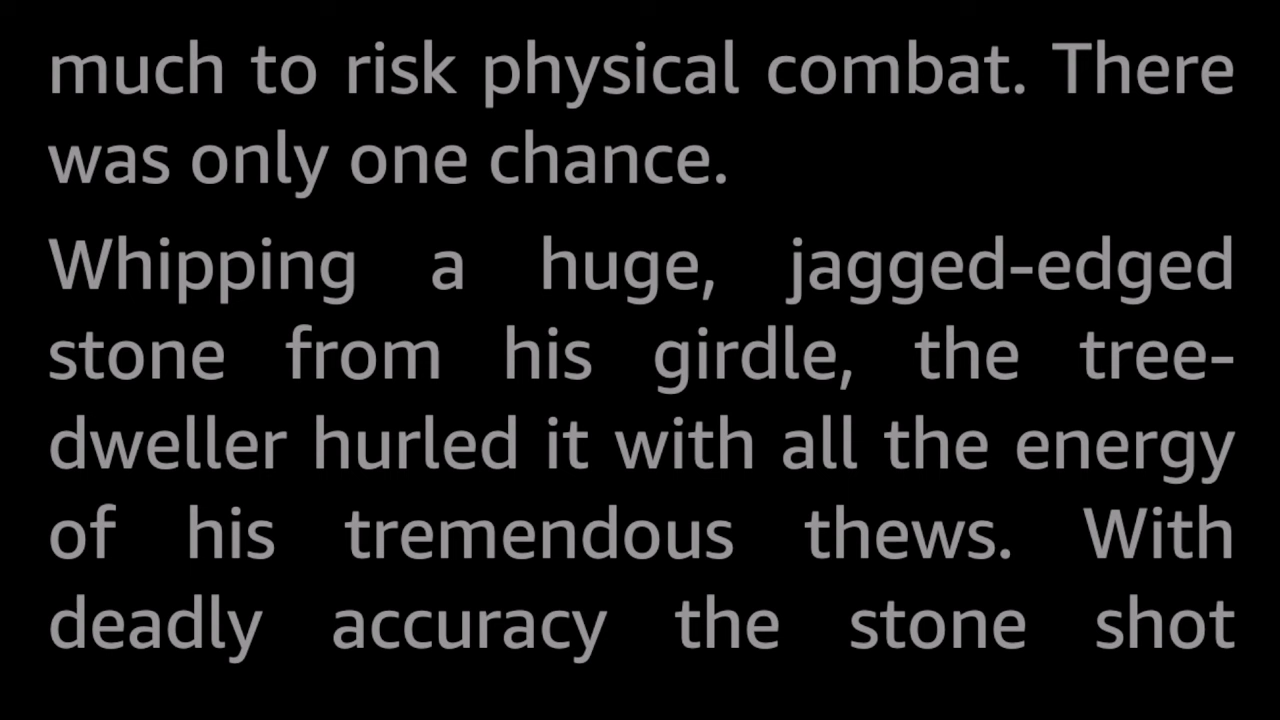 much to risk physical combat. There
was only one chance.
Whipping a huge, jagged-edged
stone from his girdle, the tree-
dweller hurled it with all the energy
of his tremendous thews. With
deadly accuracy the stone shot